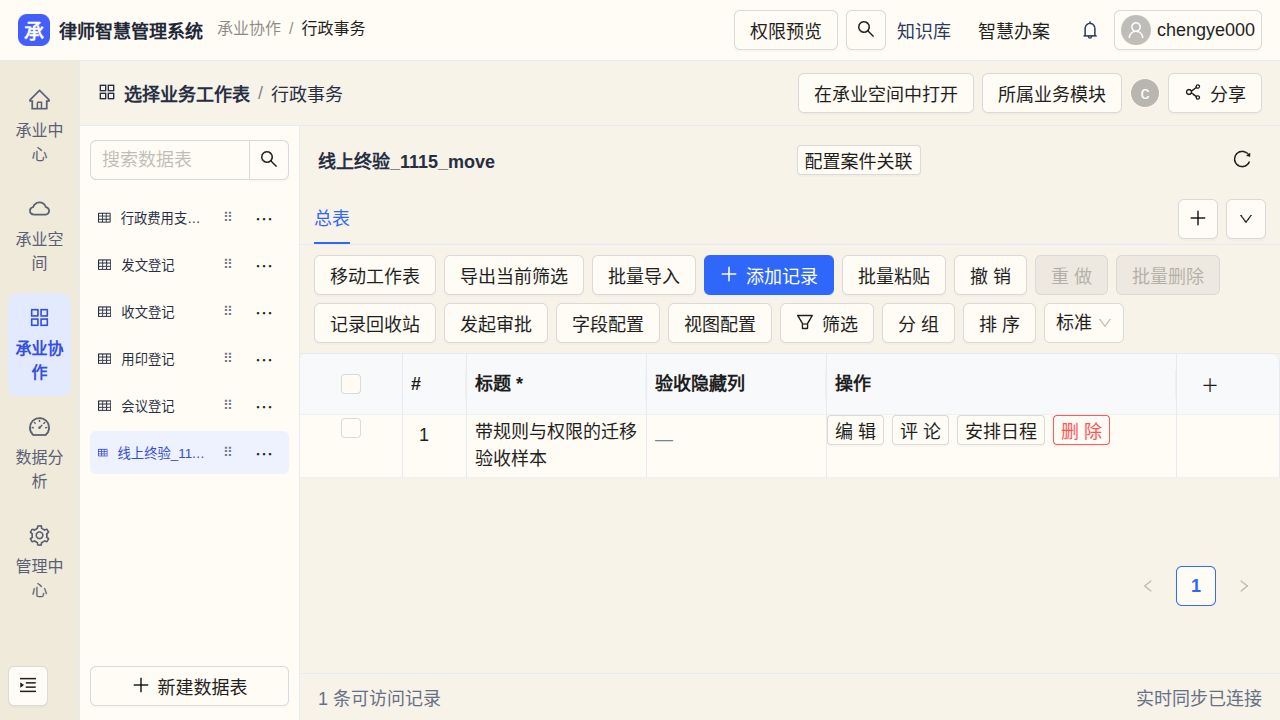 承 律师智慧管理系统 承业协作 / 行政事务 权限预览 知识库 智慧办案 chengye000
选择业务工作表 / 行政事务 在承业空间中打开 所属业务模块 c 分享
承业中心
承业空间
承业协作
数据分析
管理中心
搜索数据表
行政费用支…
发文登记
收文登记
用印登记
会议登记
线上终验_11…
新建数据表
线上终验_1115_move 配置案件关联
总表
移动工作表 导出当前筛选 批量导入 添加记录 批量粘贴 撤 销 重 做 批量删除
记录回收站 发起审批 字段配置 视图配置 筛选 分 组 排 序 标准
# 标题 * 验收隐藏列 操作
1 带规则与权限的迁移 — 编 辑 评 论 安排日程 删 除
验收样本
1
1 条可访问记录 实时同步已连接